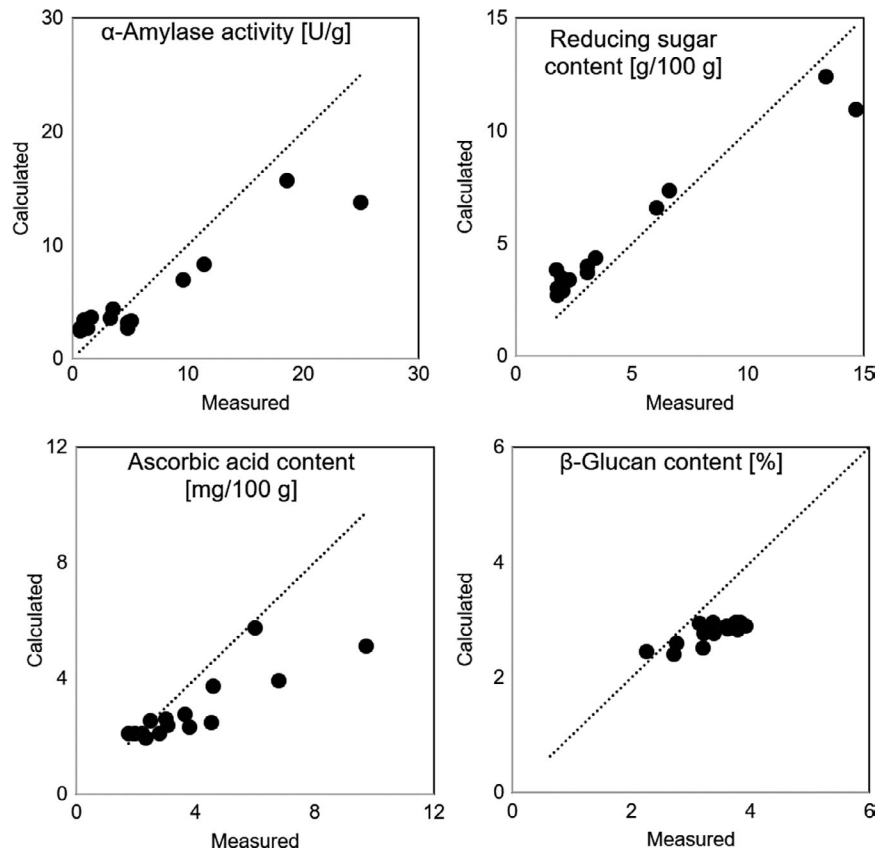 α-Amylase activity [U/g]
30
20
10
0
Calculated
0
10
20
30
Measured
Reducing sugar
content [g/100 g]
15
10
5
0
Calculated
0
5
10
15
Measured
Ascorbic acid content
[mg/100 g]
12
8
4
0
Calculated
0
4
8
12
Measured
β-Glucan content [%]
6
4
2
0
Calculated
0
2
4
6
Measured